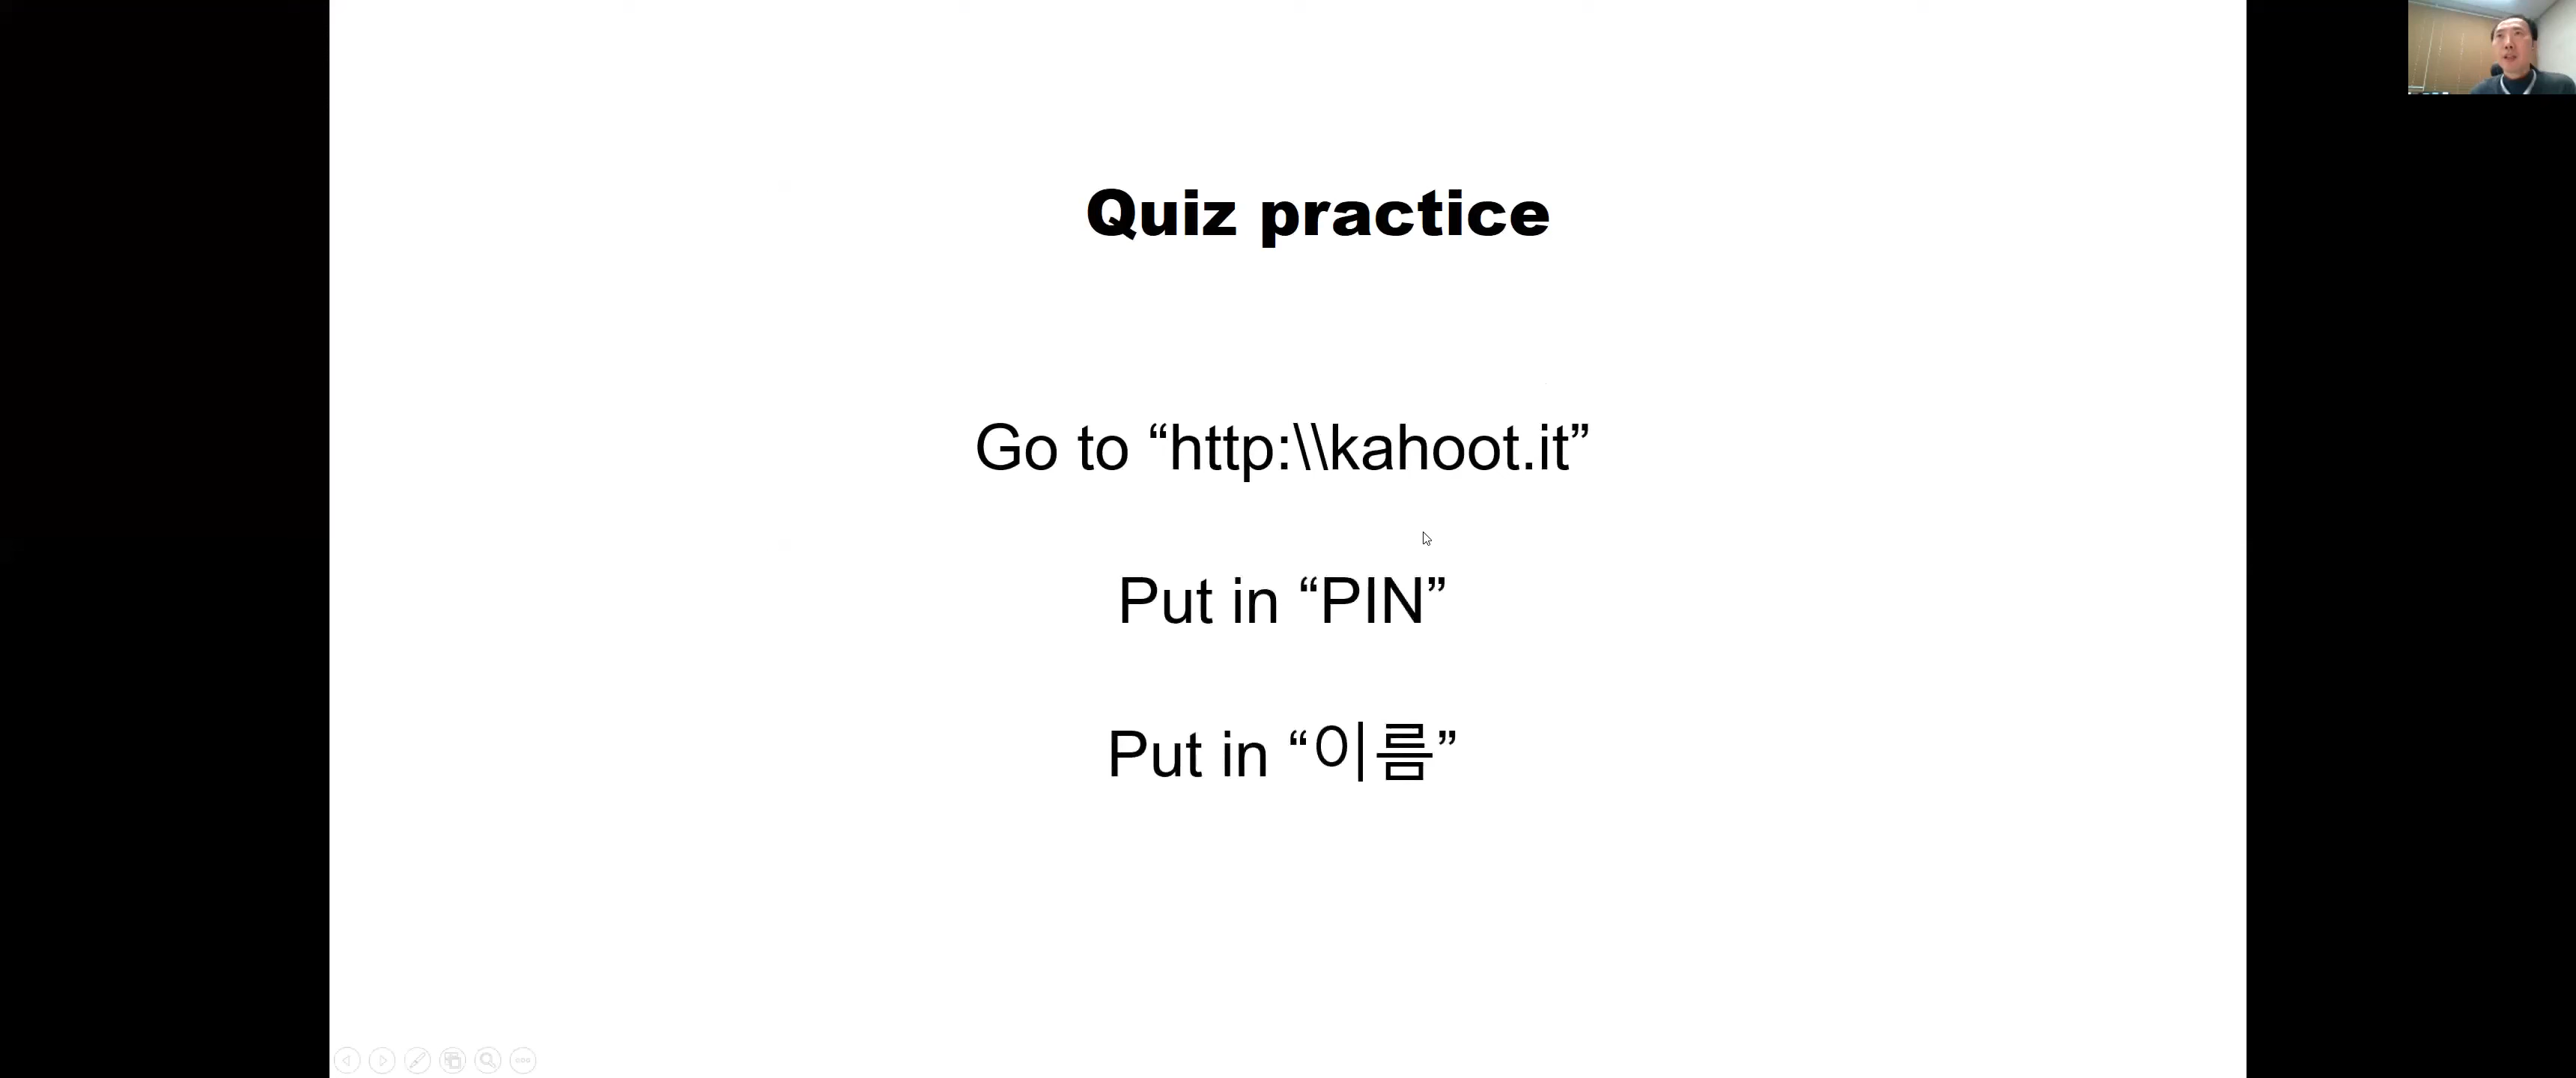 Quiz practice
Go to “http:\\kahoot.it”
Put in “PIN”
Put in “이름”